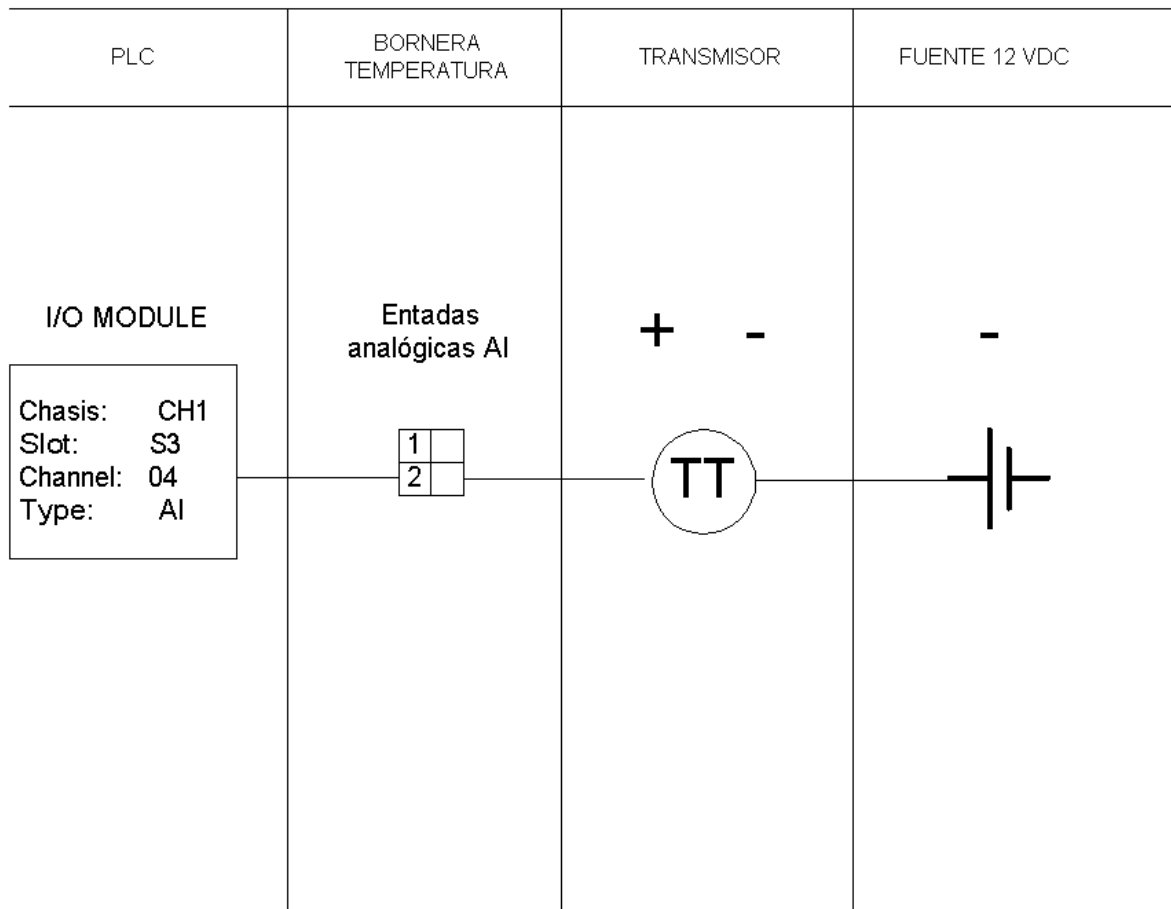 PLC
BORNERA
TEMPERATURA
TRANSMISOR
FUENTE 12 VDC
I/O MODULE
Entadas
analógicas AI
+ -
-
Chasis: CH1
Slot: S3
Channel: 04
Type: AI
1
2
TT